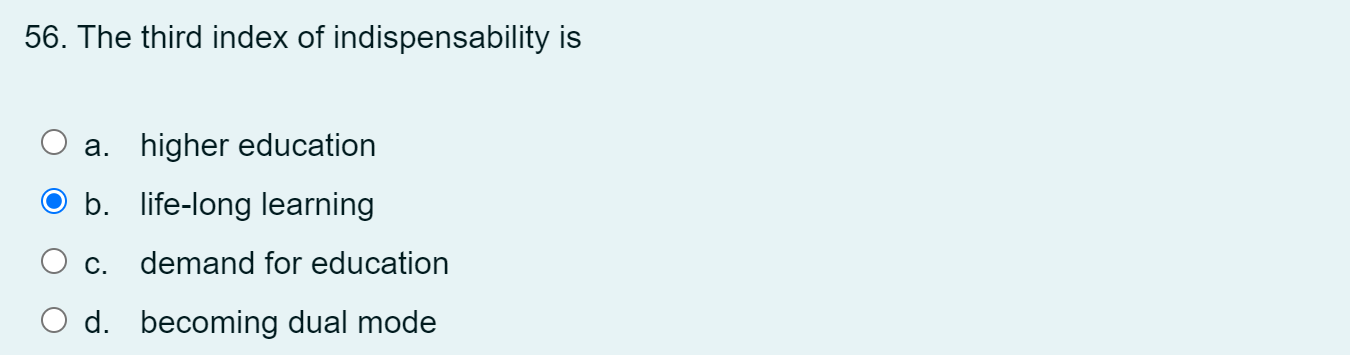 56. The third index of indispensability is
a. higher education
b. life-long learning
c. demand for education
d. becoming dual mode